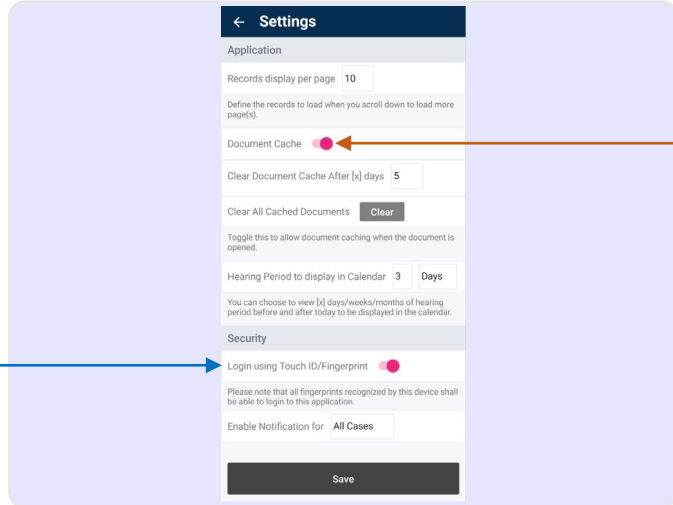 Settings
Application
Records display per page 10
Define the records to load when you scroll down to load more
page(s).
Document Cache
Clear Document Cache After [x] days 5
Clear All Cached Documents Clear
Toggle this to allow document caching when the document is
opened.
Hearing Period to display in Calendar 3 Days
You can choose to view [x] days/weeks/months of hearing
period before and after today to be displayed in the calendar.
Security
Login using Touch ID/Fingerprint
Please note that all fingerprints recognized by this device shall
be able to login to this application.
Enable Notification for All Cases
Save